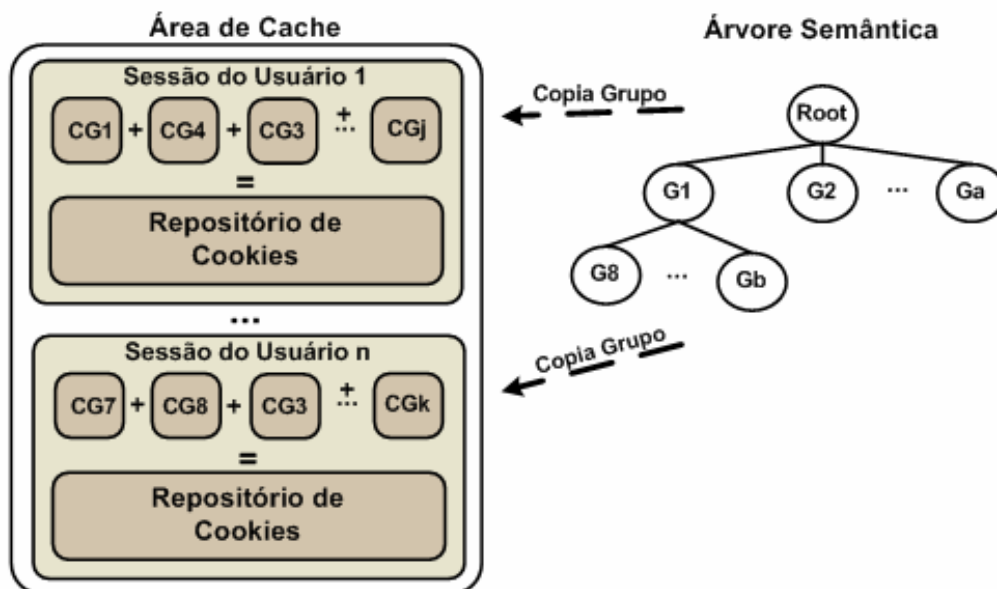 Área de Cache
Sessão do Usuário 1
CG1 + CG4 + CG3 + ... CGj
=
Repositório de
Cookies
...
Sessão do Usuário n
CG7 + CG8 + CG3 + ... CGk
=
Repositório de
Cookies
Copia Grupo
Copia Grupo
Árvore Semântica
Root
G1 G2 ... Ga
G8 ... Gb